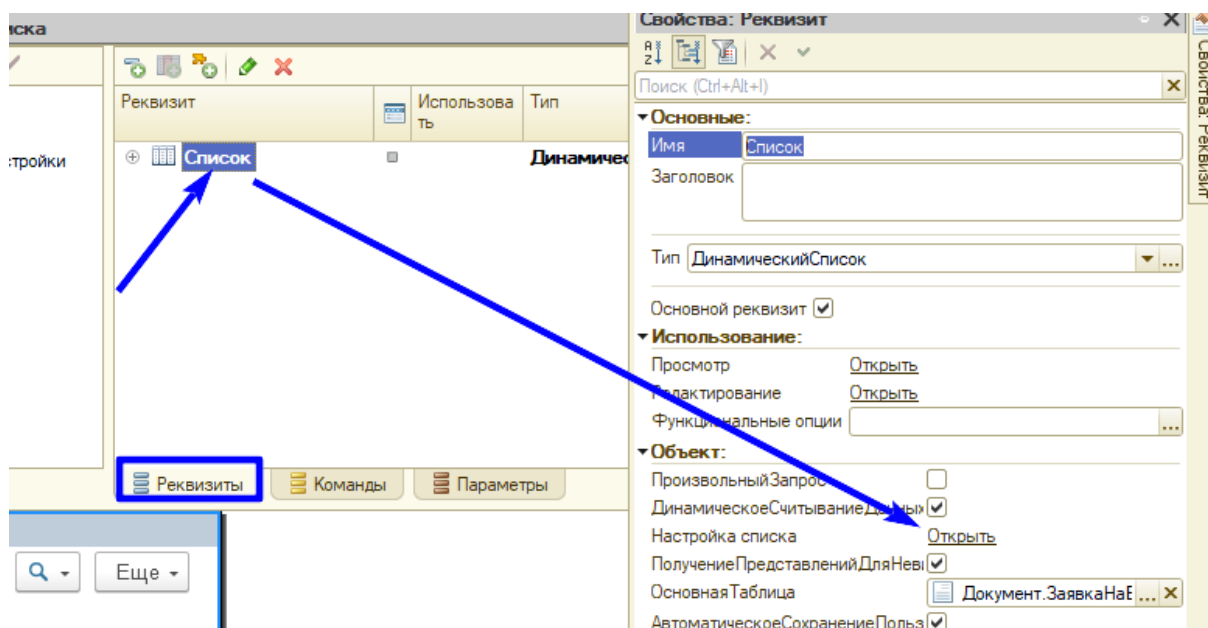 иска
Свойства: Реквизит
Поиск (Ctrl+Alt+I)
Реквизит
Использова
ть
Тип
стройки
Список
Динамичес
Основные:
Имя
Список
Заголовок
Тип
ДинамическийСписок
Основной реквизит
Использование:
Просмотр
Открыть
Редактирование
Открыть
Функциональные опции
...
Объект:
ПроизвольныйЗапрос
ДинамическоеСчитываниеДанных
Настройка списка
Открыть
ПолучениеПредставленийДляНеви
ОсновнаяТаблица
Документ.ЗаявкаНаВ
... 
АвтоматическоеСохранениеПольз
Реквизиты
Команды
Параметры
Еще
Свойства: Реквизит